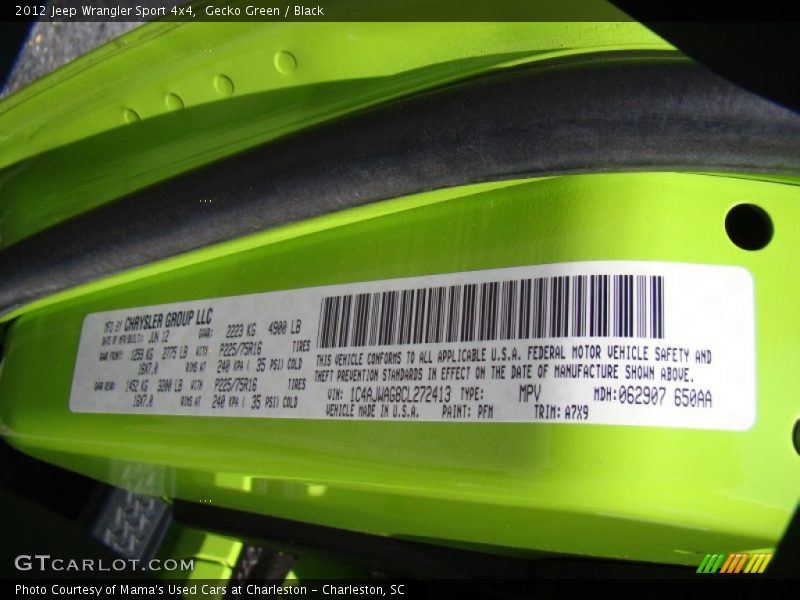 2012 Jeep Wrangler Sport 4x4,  Gecko Green / Black
MFD BY CHRYSLER GROUP LLC
DATE OF MFR/BUILT: JUN 12 GAWR: 2223 KG 4900 LB
GAWR FRONT: 1259 KG 2775 LB WITH P225/75R16 TIRES
16X7.0 RIMS AT 240 KPA ( 35 PSI) COLD
GAWR REAR: 1452 KG 3200 LB WITH P225/75R16 TIRES
16X7.0 RIMS AT 240 KPA ( 35 PSI) COLD
THIS VEHICLE CONFORMS TO ALL APPLICABLE U.S.A. FEDERAL MOTOR VEHICLE SAFETY AND
THEFT PREVENTION STANDARDS IN EFFECT ON THE DATE OF MANUFACTURE SHOWN ABOVE.
VIN: 1C4AJWAG8CL272413 TYPE: MPV MDH:062907 650AA
VEHICLE MADE IN U.S.A. PAINT: PFN TRIM: A7X9
GTCARLOT.COM
Photo Courtesy of Mama's Used Cars at Charleston - Charleston, SC